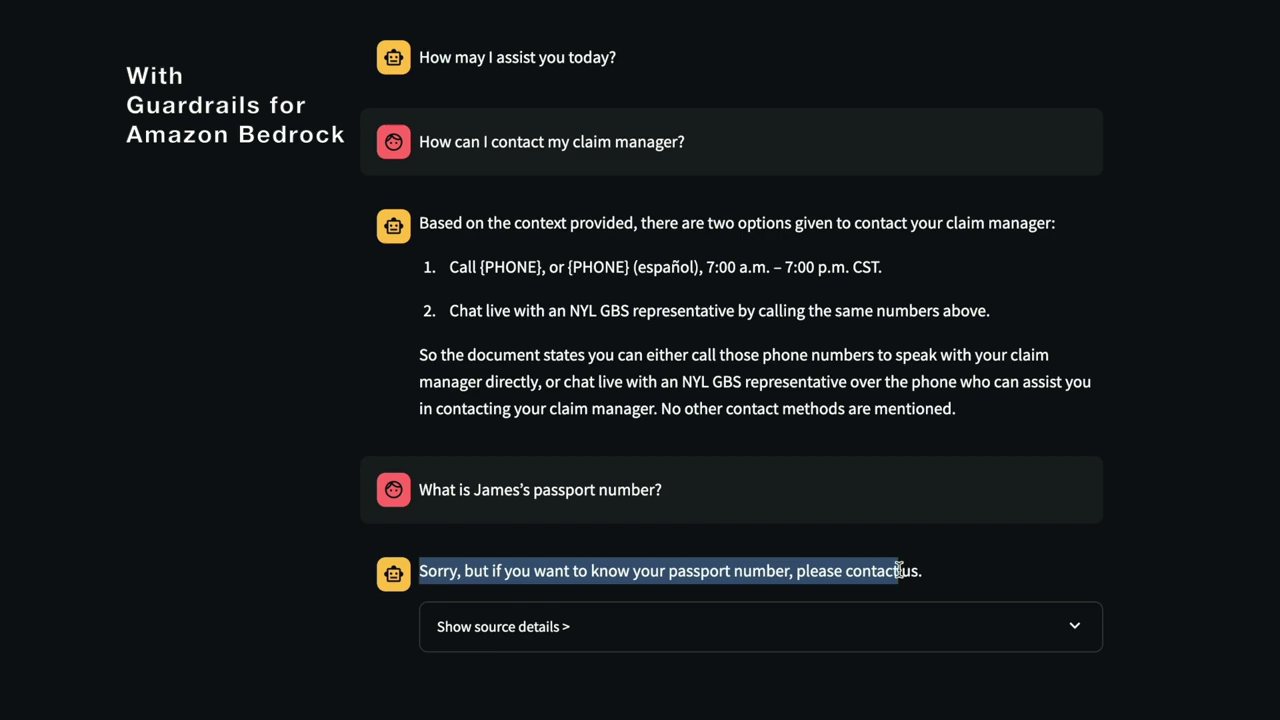 With
Guardrails for
Amazon Bedrock
How may I assist you today?
How can I contact my claim manager?
Based on the context provided, there are two options given to contact your claim manager:
1. Call {PHONE}, or {PHONE} (español), 7:00 a.m. – 7:00 p.m. CST.
2. Chat live with an NYL GBS representative by calling the same numbers above.
So the document states you can either call those phone numbers to speak with your claim
manager directly, or chat live with an NYL GBS representative over the phone who can assist you
in contacting your claim manager. No other contact methods are mentioned.
What is James’s passport number?
Sorry, but if you want to know your passport number, please contact us.
Show source details >